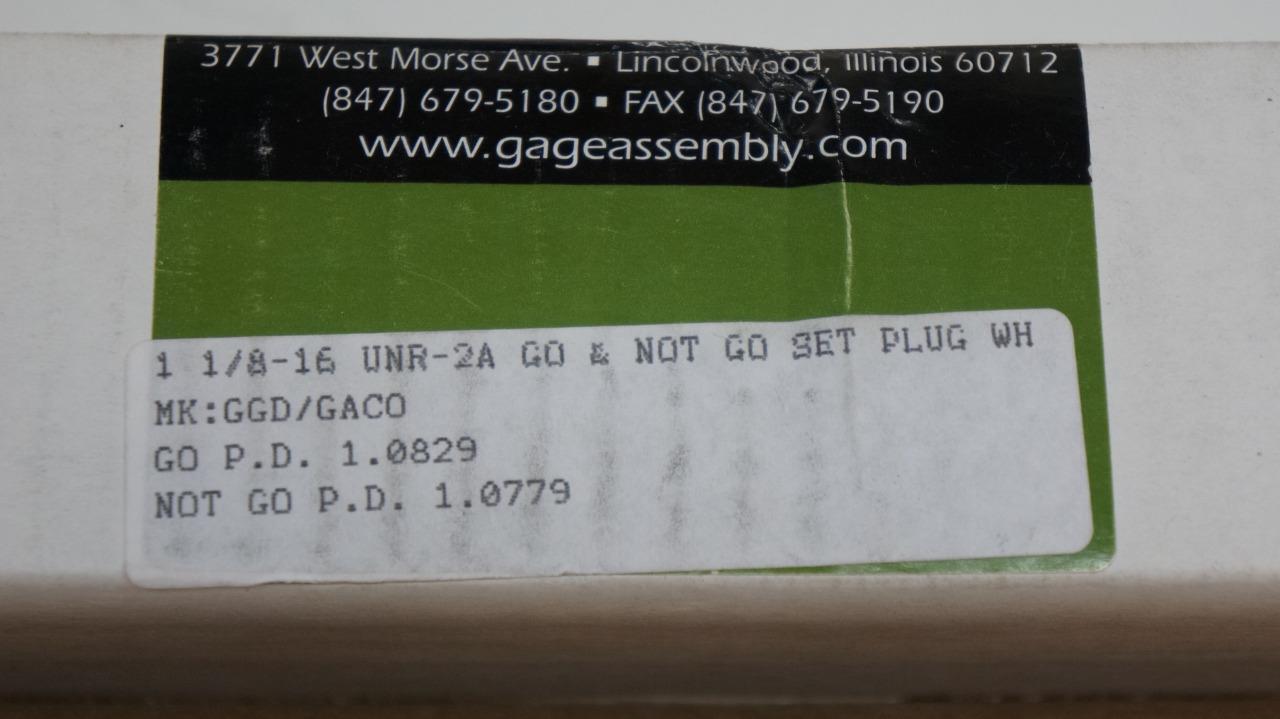 3771 West Morse Ave. ▪ Lincolnwood, Illinois 60712
(847) 679-5180 ▪ FAX (847) 679-5190
www.gageassembly.com
1 1/8-16 UNR-2A GO & NOT GO SET PLUG WH
MK:GGD/GACO
GO P.D. 1.0829
NOT GO P.D. 1.0779